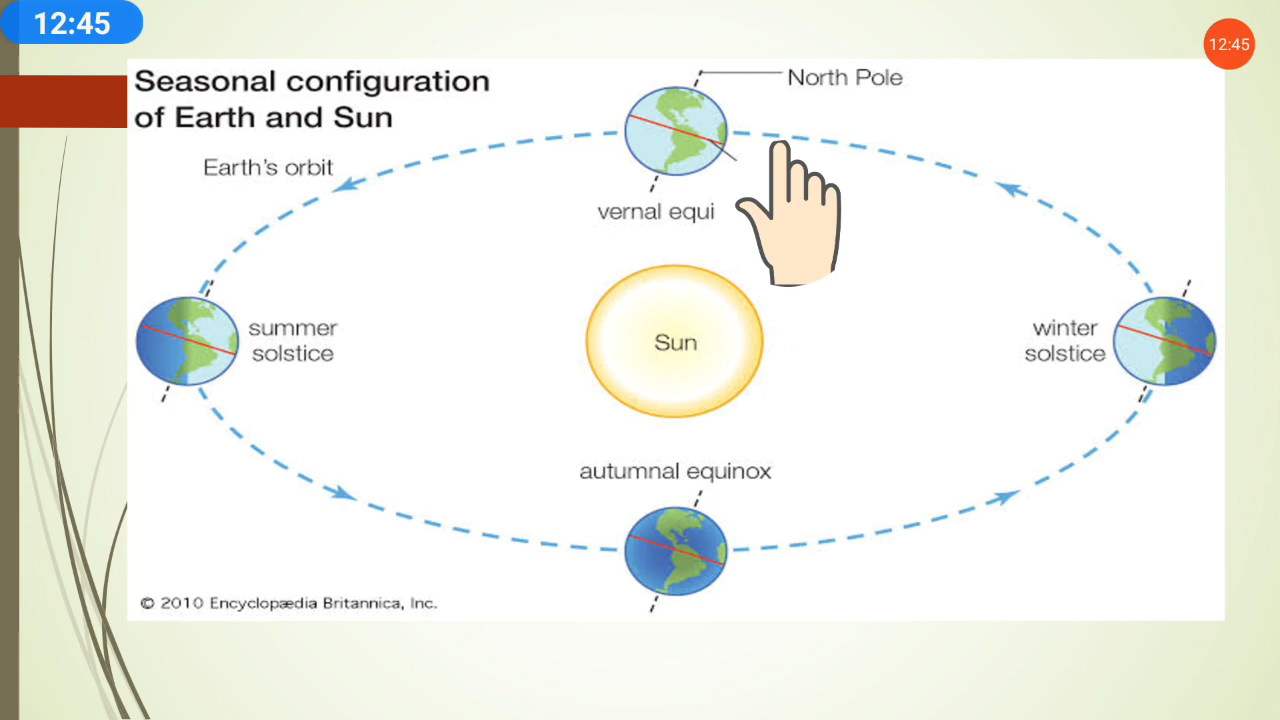 12:45
12:45
Seasonal configuration
of Earth and Sun
North Pole
Earth's orbit
vernal equi
summer
solstice
Sun
winter
solstice
autumnal equinox
© 2010 Encyclopædia Britannica, Inc.